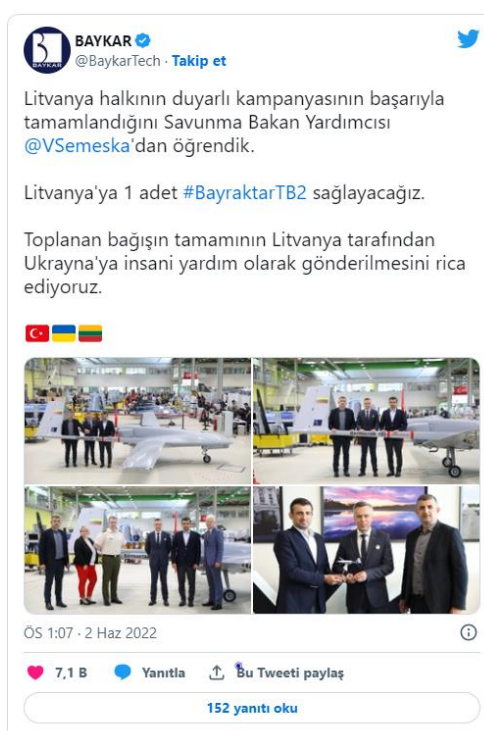 BAYKAR
@BaykarTech · Takip et
Litvanya halkının duyarlı kampanyasının başarıyla
tamamlandığını Savunma Bakan Yardımcısı
@VSemeska'dan öğrendik.
Litvanya'ya 1 adet #BayraktarTB2 sağlayacağız.
Toplanan bağışın tamamının Litvanya tarafından
Ukrayna'ya insani yardım olarak gönderilmesini rica
ediyoruz.
ÖS 1:07 · 2 Haz 2022
7,1 B Yanıtla Bu Tweeti paylaş
152 yanıtı oku